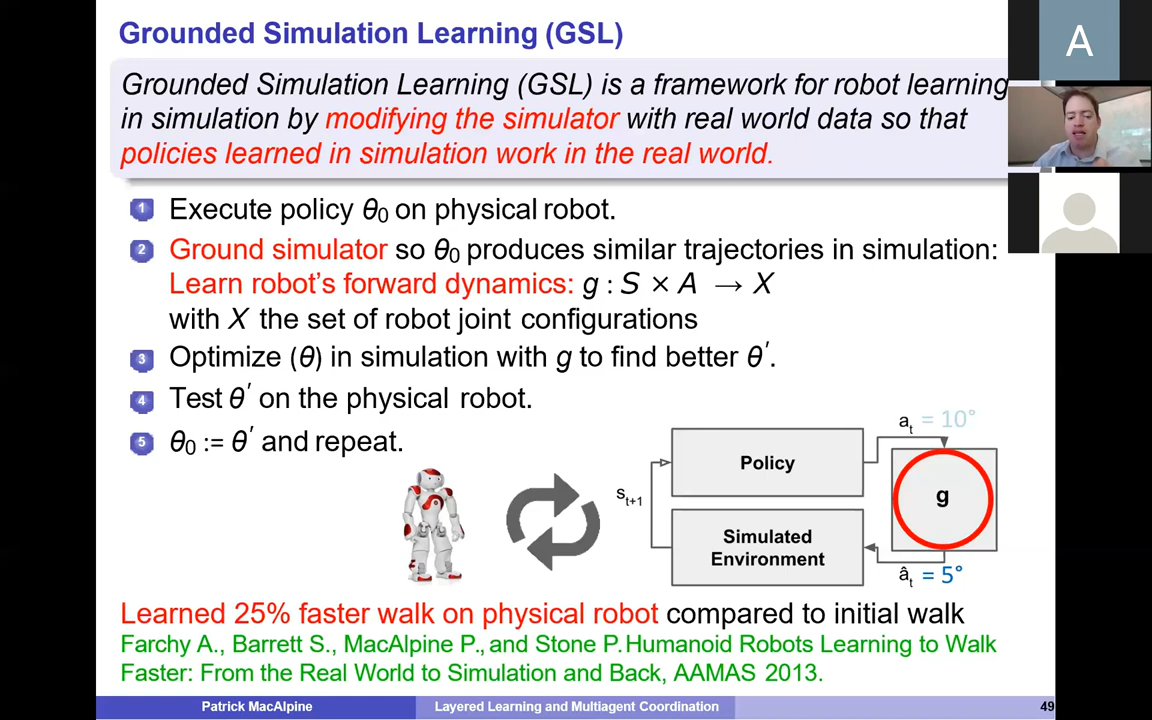 Grounded Simulation Learning (GSL)
Grounded Simulation Learning (GSL) is a framework for robot learning
in simulation by modifying the simulator with real world data so that
policies learned in simulation work in the real world.
1 Execute policy θ0 on physical robot.
2 Ground simulator so θ0 produces similar trajectories in simulation:
Learn robot's forward dynamics: g : S × A → X
with X the set of robot joint configurations
3 Optimize (θ) in simulation with g to find better θ′.
4 Test θ′ on the physical robot.
5 θ0 := θ′ and repeat.
at = 10°
Policy
g
st+1
Simulated
Environment
ât = 5°
Learned 25% faster walk on physical robot compared to initial walk
Farchy A., Barrett S., MacAlpine P., and Stone P. Humanoid Robots Learning to Walk
Faster: From the Real World to Simulation and Back, AAMAS 2013.
Patrick MacAlpine Layered Learning and Multiagent Coordination 49
A